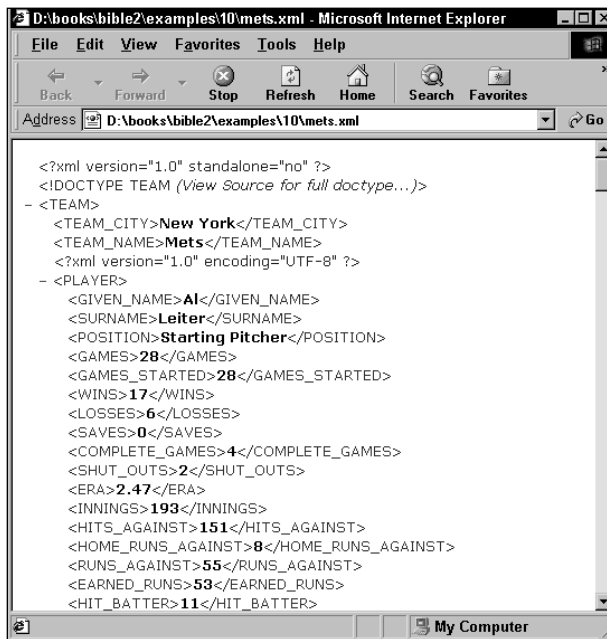 D:\books\bible2\examples\10\mets.xml - Microsoft Internet Explorer
File Edit View Favorites Tools Help
Back Forward Stop Refresh Home Search Favorites »
Address D:\books\bible2\examples\10\mets.xml Go
<?xml version="1.0" standalone="no" ?>
<!DOCTYPE TEAM (View Source for full doctype...)>
– <TEAM>
<TEAM_CITY>New York</TEAM_CITY>
<TEAM_NAME>Mets</TEAM_NAME>
<?xml version="1.0" encoding="UTF-8" ?>
– <PLAYER>
<GIVEN_NAME>Al</GIVEN_NAME>
<SURNAME>Leiter</SURNAME>
<POSITION>Starting Pitcher</POSITION>
<GAMES>28</GAMES>
<GAMES_STARTED>28</GAMES_STARTED>
<WINS>17</WINS>
<LOSSES>6</LOSSES>
<SAVES>0</SAVES>
<COMPLETE_GAMES>4</COMPLETE_GAMES>
<SHUT_OUTS>2</SHUT_OUTS>
<ERA>2.47</ERA>
<INNINGS>193</INNINGS>
<HITS_AGAINST>151</HITS_AGAINST>
<HOME_RUNS_AGAINST>8</HOME_RUNS_AGAINST>
<RUNS_AGAINST>55</RUNS_AGAINST>
<EARNED_RUNS>53</EARNED_RUNS>
<HIT_BATTER>11</HIT_BATTER>
My Computer